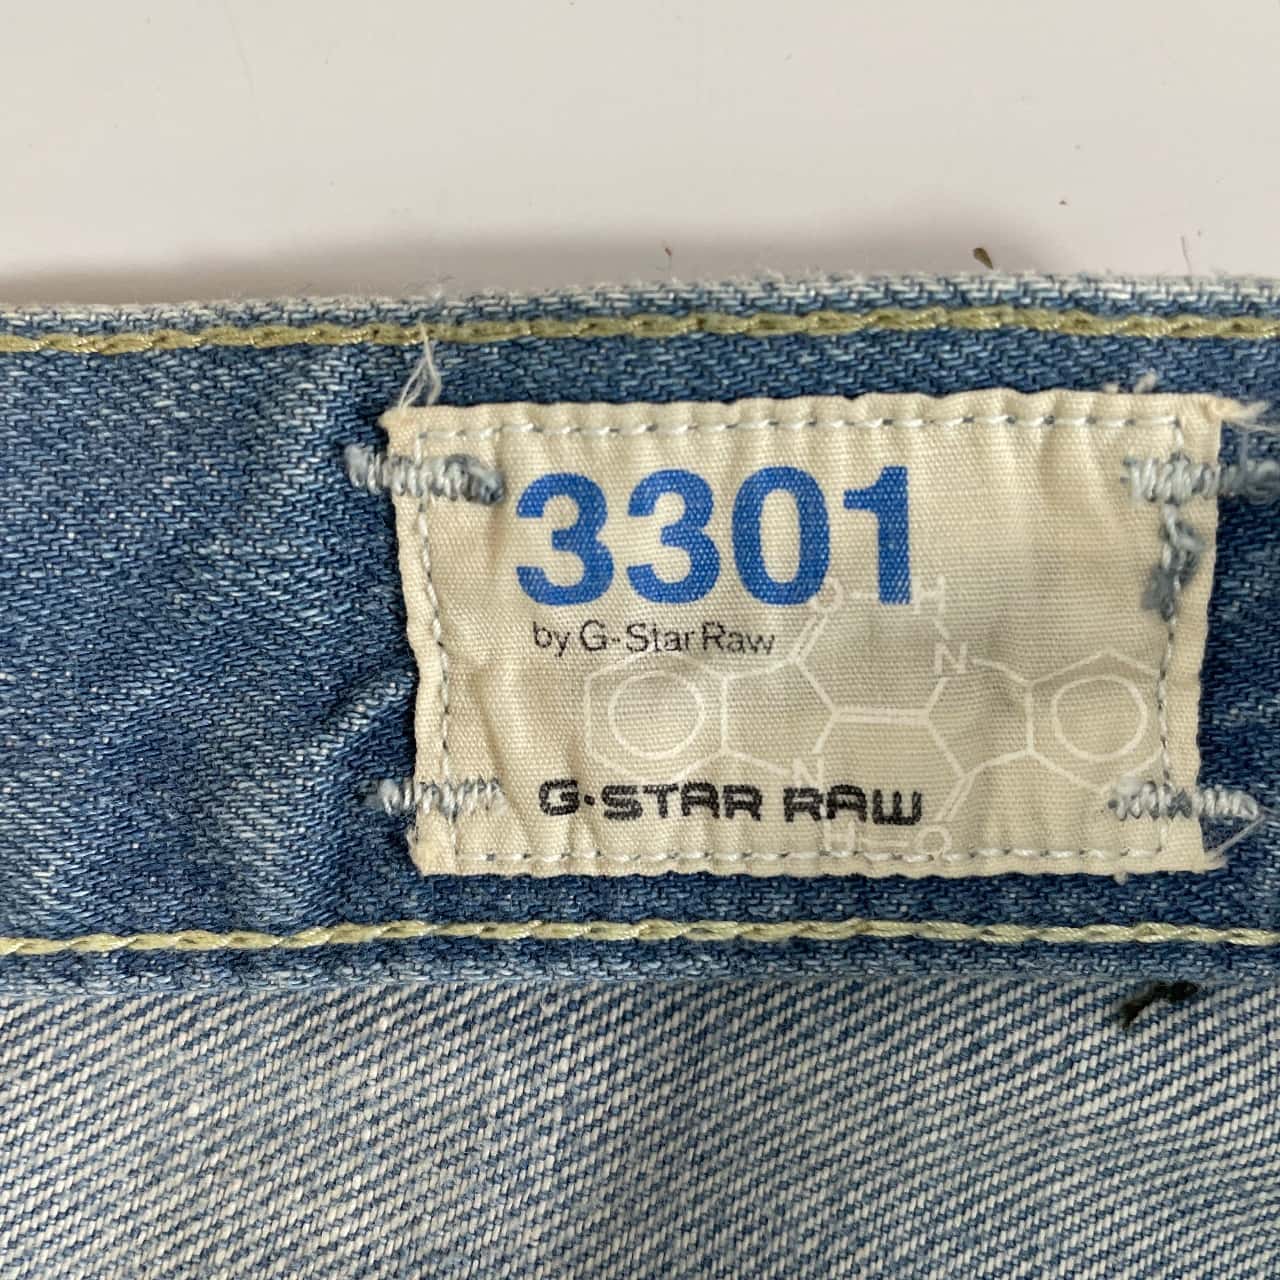 3301
by G-Star Raw
O H
N
N
G-STAR RAW
H O